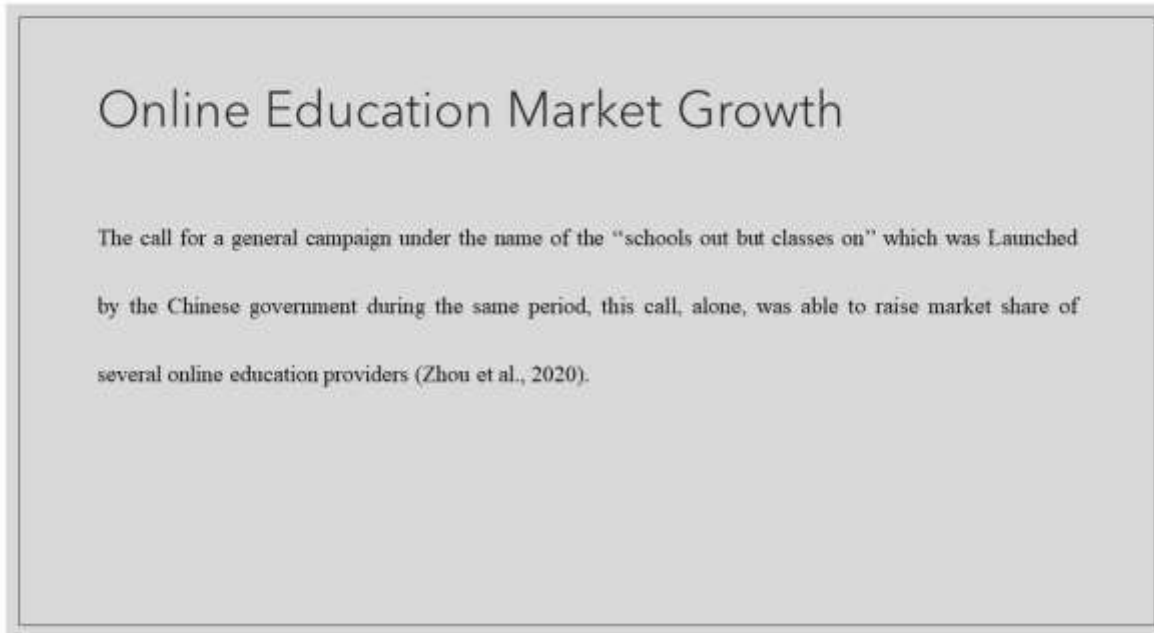 Online Education Market Growth
The call for a general campaign under the name of the “schools out but classes on” which was Launched
by the Chinese government during the same period, this call, alone, was able to raise market share of
several online education providers (Zhou et al., 2020).